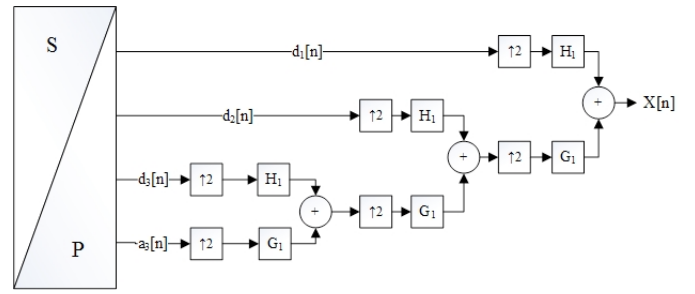 S
d₁[n] ↑2 H₁
+ X[n]
d₂[n] ↑2 H₁
+ ↑2 G₁
d₃[n] ↑2 H₁
+ ↑2 G₁
P a₃[n] ↑2 G₁